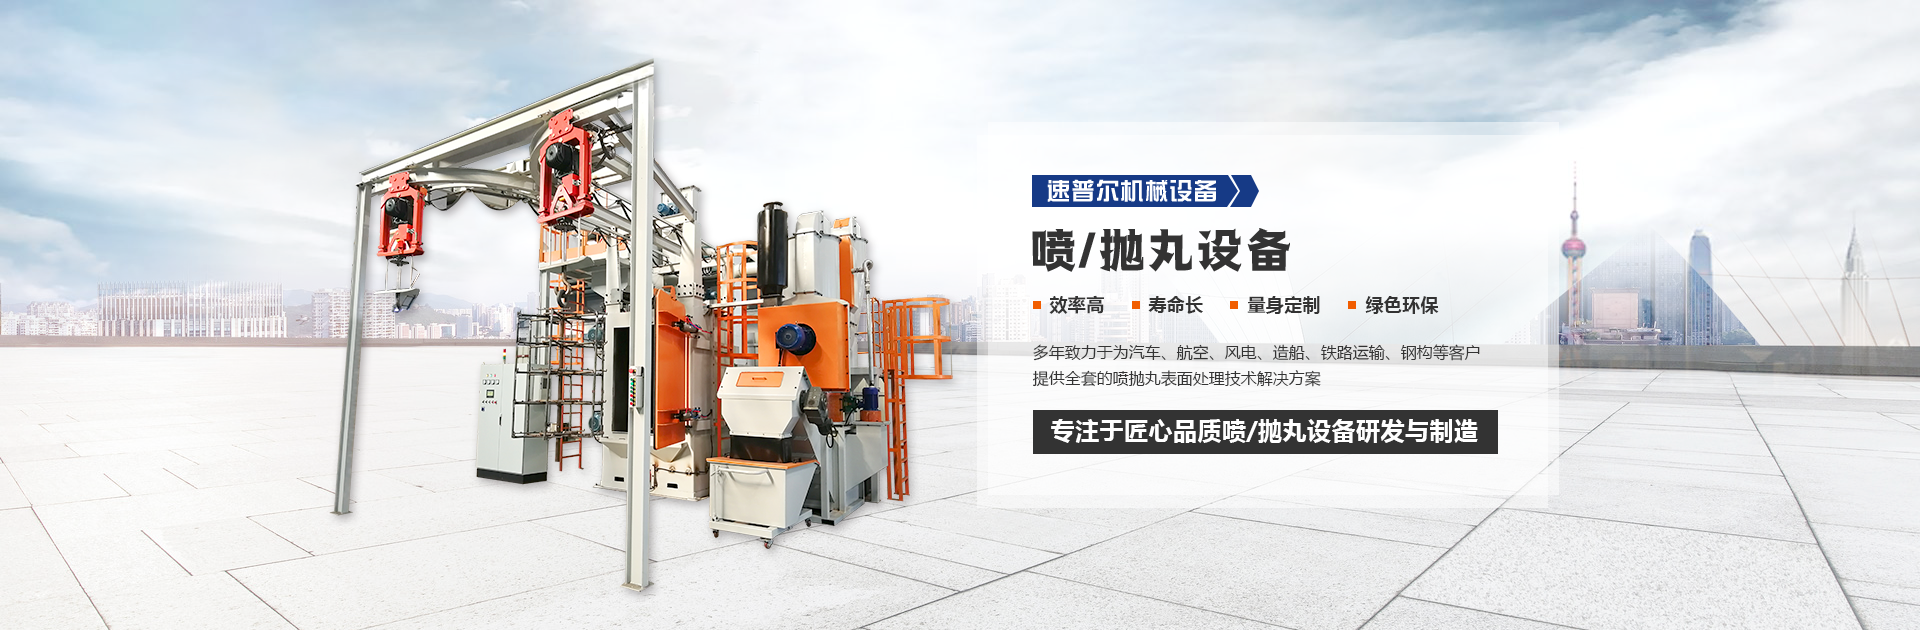 速普尔机械设备
喷/抛丸设备
效率高 寿命长 量身定制 绿色环保
多年致力于为汽车、航空、风电、造船、铁路运输、钢构等客户
提供全套的喷抛丸表面处理技术解决方案
专注于匠心品质喷/抛丸设备研发与制造